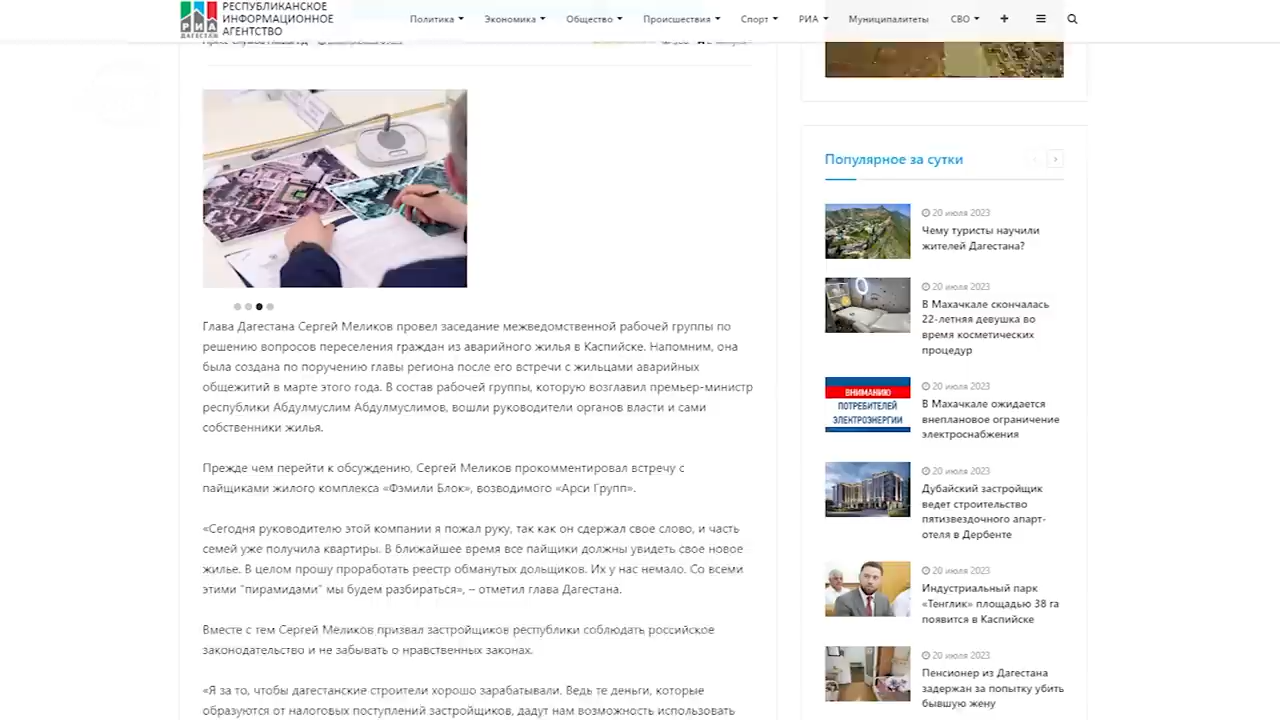 РЕСПУБЛИКАНСКОЕ
ИНФОРМАЦИОННОЕ
АГЕНТСТВО
РИА
ДАГЕСТАН
Политика
Экономика
Общество
Происшествия
Спорт
РИА
Муниципалитеты
СВО
Глава Дагестана Сергей Меликов провел заседание межведомственной рабочей группы по
решению вопросов переселения граждан из аварийного жилья в Каспийске. Напомним, она
была создана по поручению главы региона после его встречи с жильцами аварийных
общежитий в марте этого года. В состав рабочей группы, которую возглавил премьер-министр
республики Абдулмуслим Абдулмуслимов, вошли руководители органов власти и сами
собственники жилья.
Прежде чем перейти к обсуждению, Сергей Меликов прокомментировал встречу с
пайщиками жилого комплекса «Фэмили Блок», возводимого «Арси Групп».
«Сегодня руководителю этой компании я пожал руку, так как он сдержал свое слово, и часть
семей уже получила квартиры. В ближайшее время все пайщики должны увидеть свое новое
жилье. В целом прошу проработать реестр обманутых дольщиков. Их у нас немало. Со всеми
этими "пирамидами" мы будем разбираться», – отметил глава Дагестана.
Вместе с тем Сергей Меликов призвал застройщиков республики соблюдать российское
законодательство и не забывать о нравственных законах.
«Я за то, чтобы дагестанские строители хорошо зарабатывали. Ведь те деньги, которые
образуются от налоговых поступлений застройщиков, дадут нам возможность использовать
Популярное за сутки
20 июля 2023
Чему туристы научили
жителей Дагестана?
20 июля 2023
В Махачкале скончалась
22-летняя девушка во
время косметических
процедур
ВНИМАНИЮ
ПОТРЕБИТЕЛЕЙ
ЭЛЕКТРОЭНЕРГИИ
20 июля 2023
В Махачкале ожидается
внеплановое ограничение
электроснабжения
20 июля 2023
Дубайский застройщик
ведет строительство
пятизвездочного апарт-
отеля в Дербенте
20 июля 2023
Индустриальный парк
«Тенглик» площадью 38 га
появится в Каспийске
20 июля 2023
Пенсионер из Дагестана
задержан за попытку убить
бывшую жену